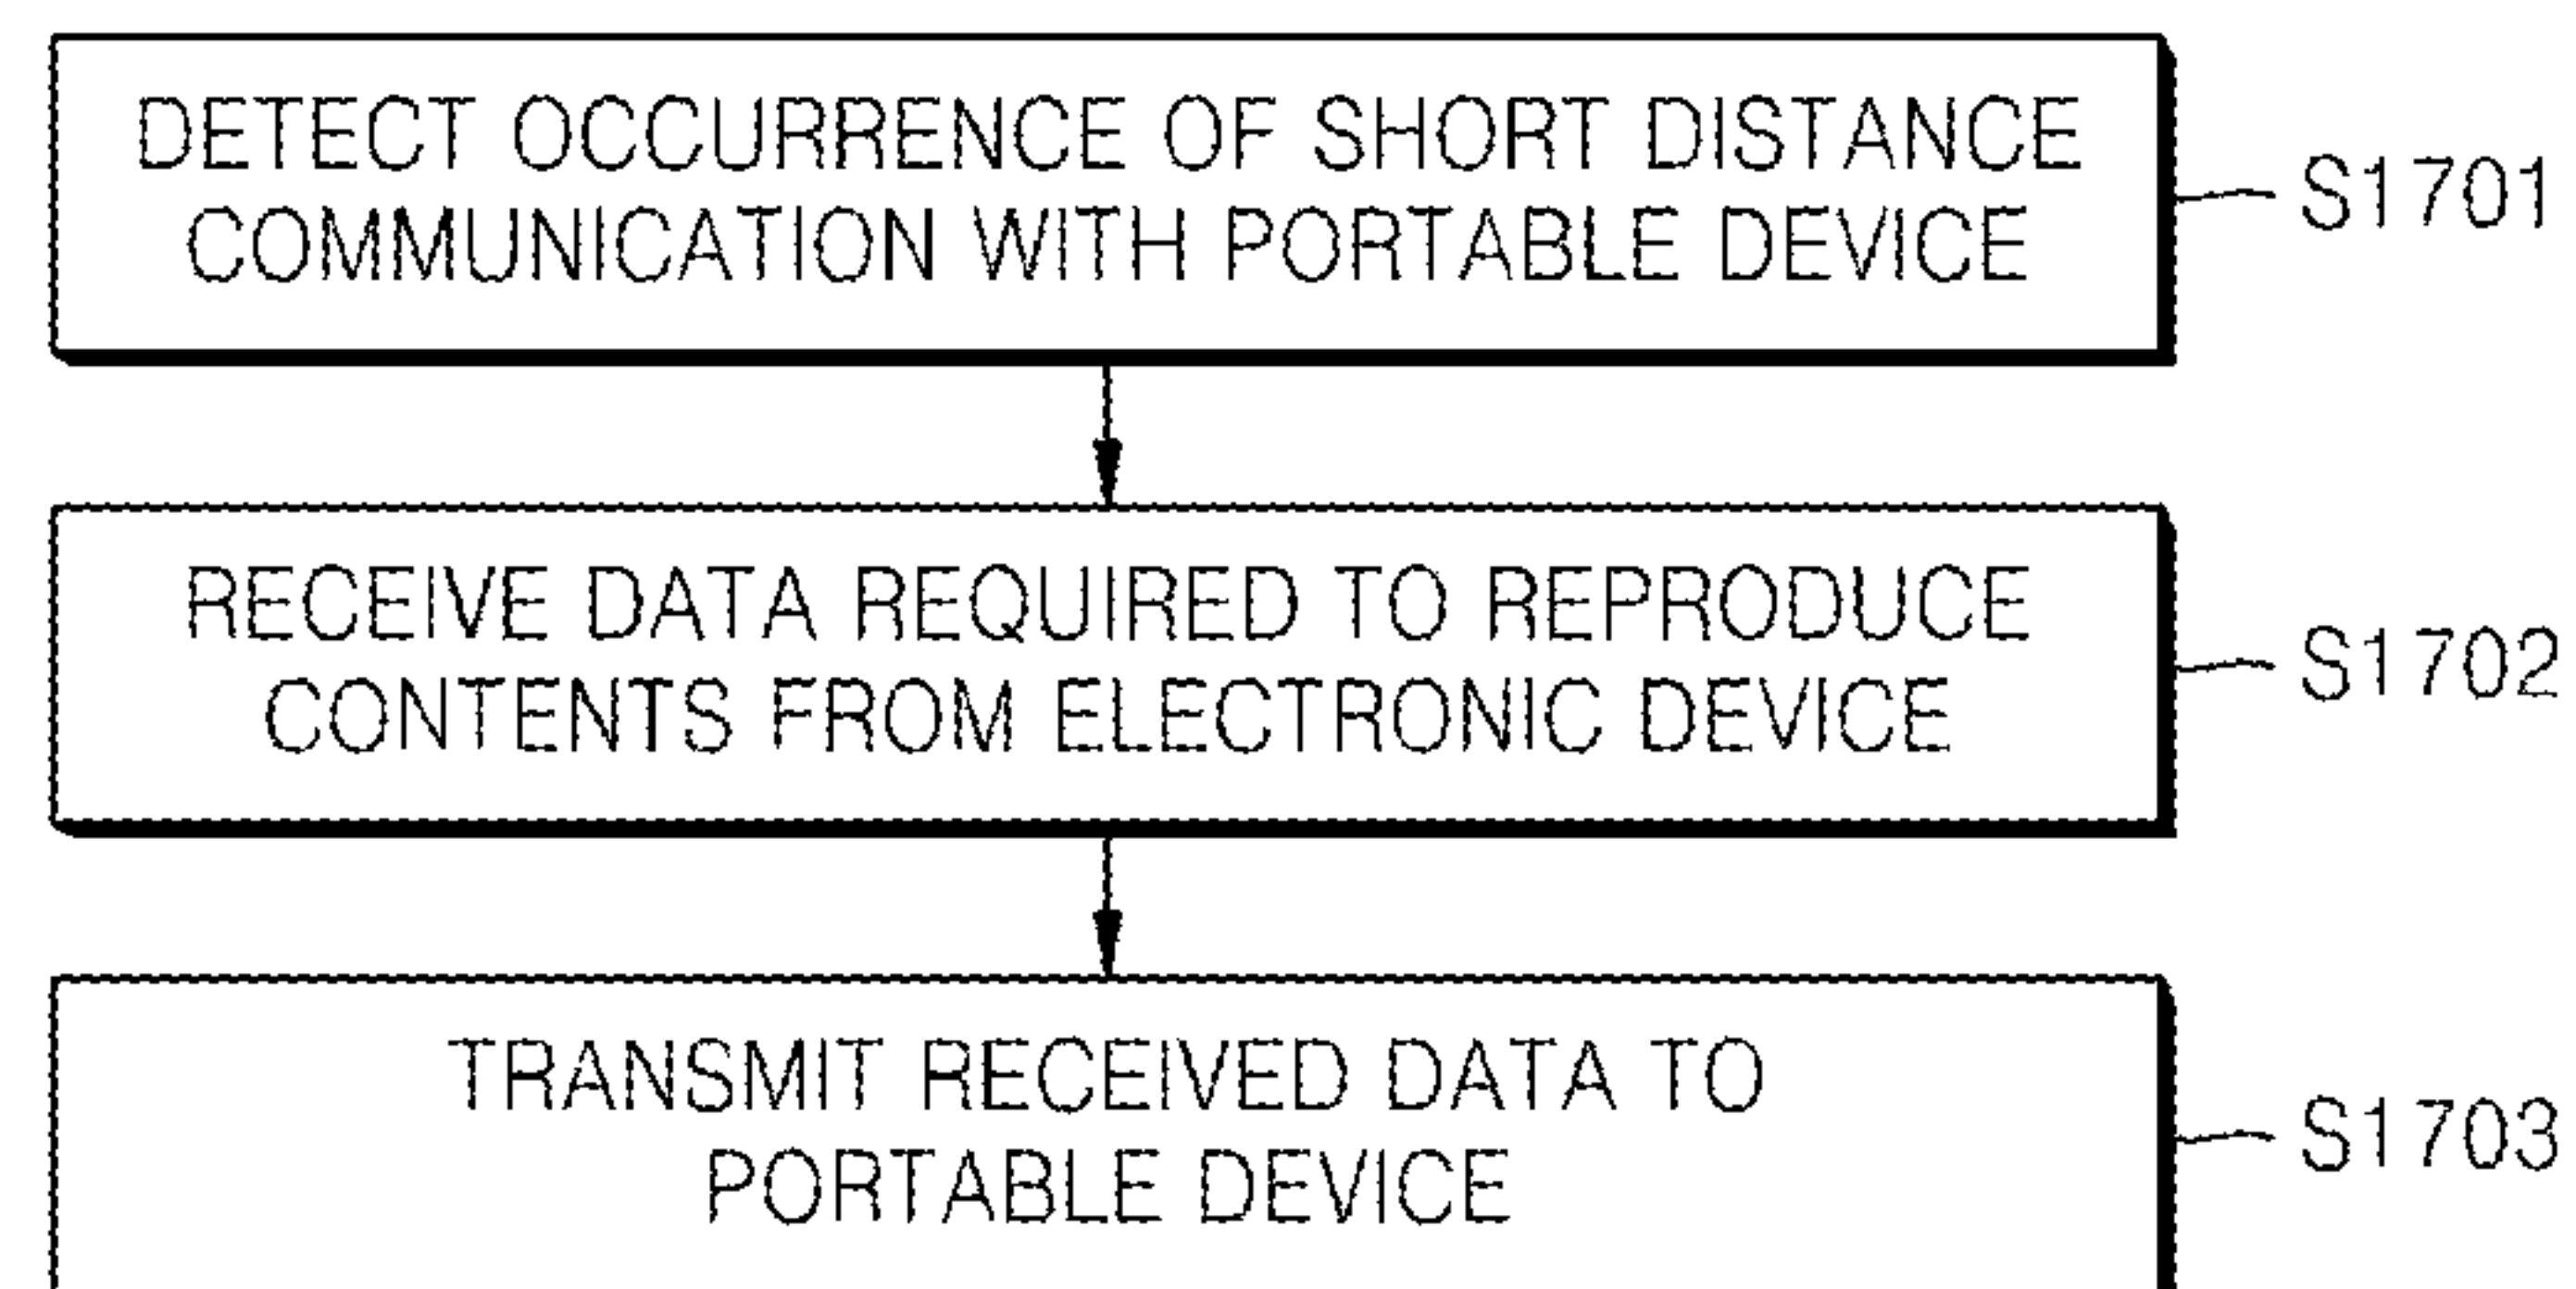 DETECT OCCURRENCE OF SHORT DISTANCE
COMMUNICATION WITH PORTABLE DEVICE
S1701
RECEIVE DATA REQUIRED TO REPRODUCE
CONTENTS FROM ELECTRONIC DEVICE
S1702
TRANSMIT RECEIVED DATA TO
PORTABLE DEVICE
S1703